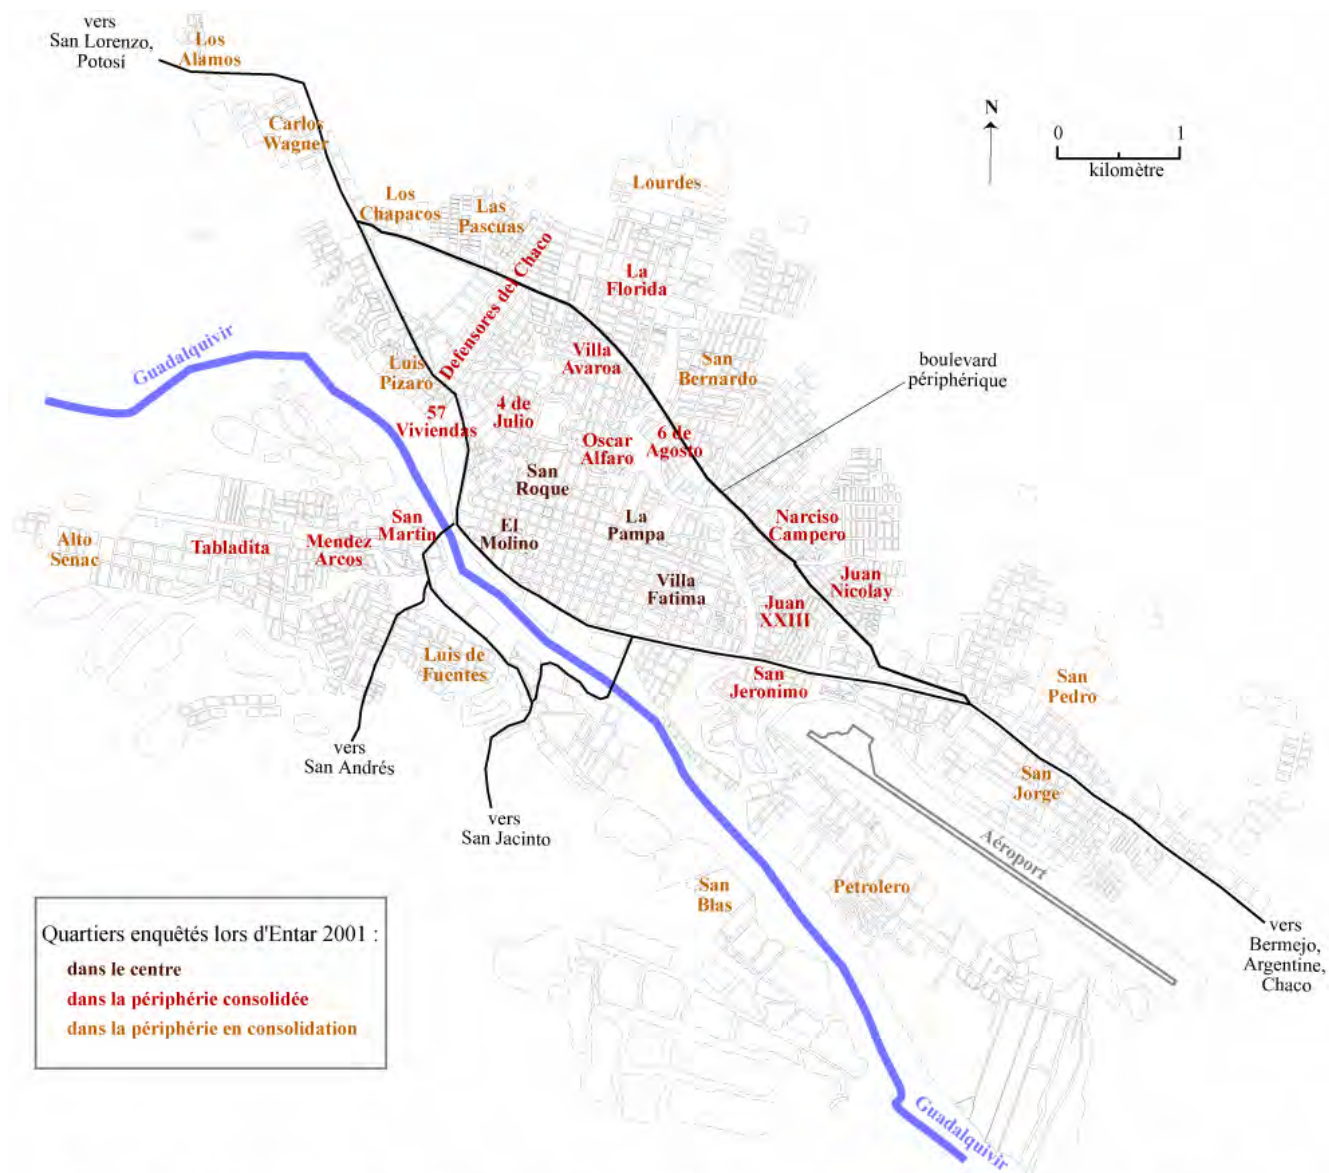 vers
San Lorenzo,
Potosí
Los
Alamos
Carlos
Wagner
N
0 1
kilomètre
Lourdes
Los
Chapacos
Las
Pascuas
Defensores del Chaco
La
Florida
Guadalquivir
Luis
Pizaro
Villa
Avaroa
San
Bernardo
boulevard
périphérique
57
Viviendas
4 de
Julio
Oscar
Alfaro
6 de
Agosto
San
Roque
El
Molino
La
Pampa
Narciso
Campero
San
Martin
Alto
Senac
Tabladita
Mendez
Arcos
Villa
Fatima
Juan
XXIII
Juan
Nicolay
Luis de
Fuentes
San
Jeronimo
San
Pedro
vers
San Andrés
San
Jorge
vers
San Jacinto
Aéroport
San
Blas
Petrolero
vers
Bermejo,
Argentine,
Chaco
Quartiers enquêtés lors d'Entar 2001 :
dans le centre
dans la périphérie consolidée
dans la périphérie en consolidation
Guadalquivir